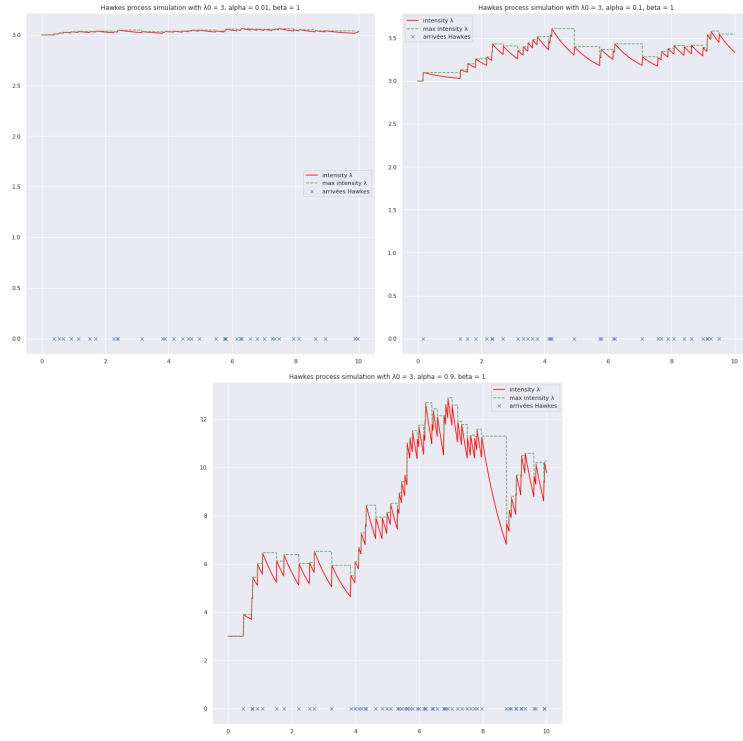 Hawkes process simulation with λ0 = 3, alpha = 0.01, beta = 1
3.0
2.5
2.0
1.5
1.0
0.5
0.0
intensity λ
max intensity λ
arrivées Hawkes
0 2 4 6 8 10
Hawkes process simulation with λ0 = 3, alpha = 0.1, beta = 1
intensity λ
max intensity λ
arrivées Hawkes
3.5
3.0
2.5
2.0
1.5
1.0
0.5
0.0
0 2 4 6 8 10
Hawkes process simulation with λ0 = 3, alpha = 0.9, beta = 1
intensity λ
max intensity λ
arrivées Hawkes
12
10
8
6
4
2
0
0 2 4 6 8 10